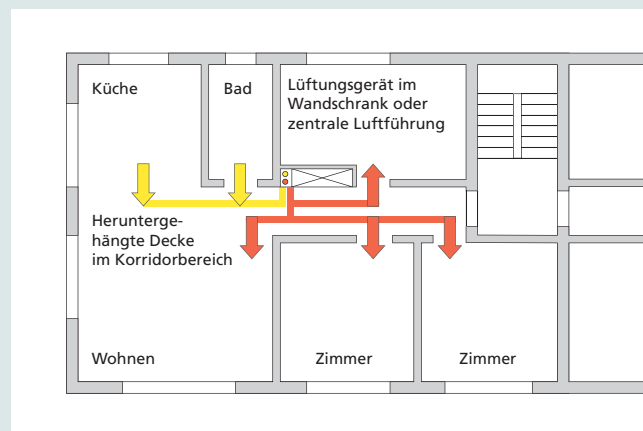 Küche
Bad
Lüftungsgerät im
Wandschrank oder
zentrale Luftführung
Herunterge-
hängte Decke
im Korridorbereich
Wohnen
Zimmer
Zimmer